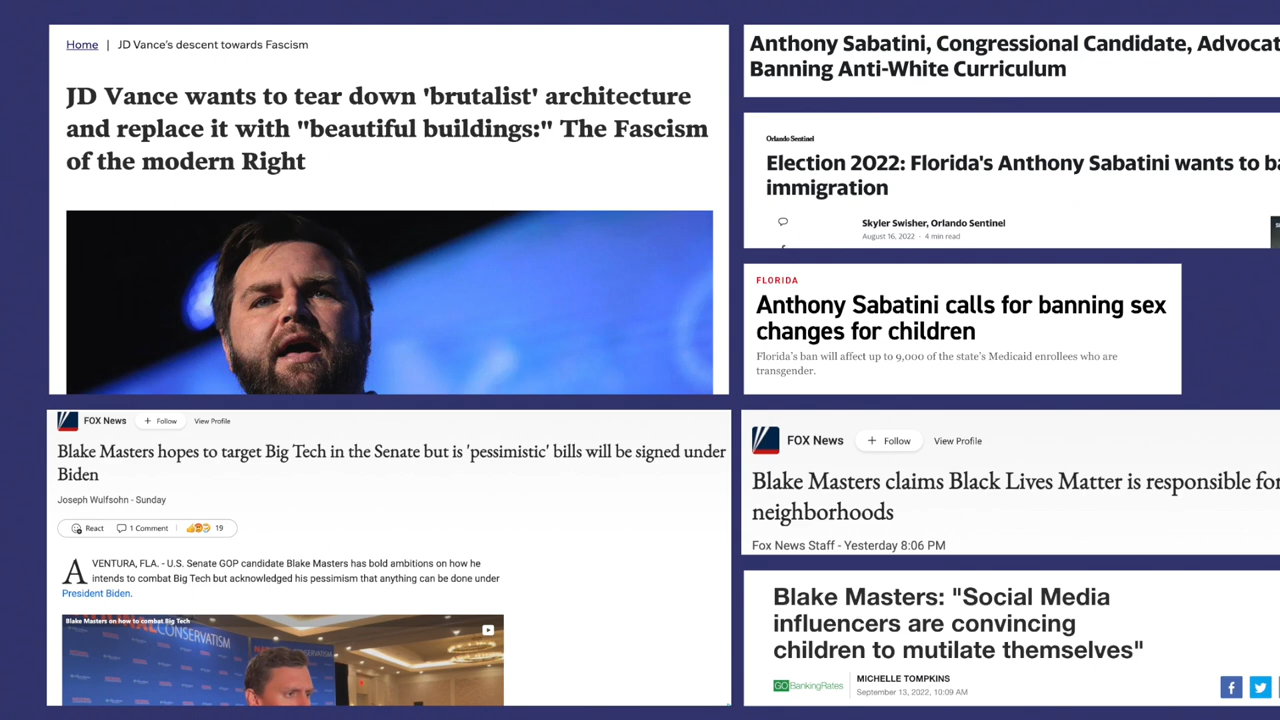 Home | JD Vance's descent towards Fascism
JD Vance wants to tear down 'brutalist' architecture
and replace it with "beautiful buildings:" The Fascism
of the modern Right
Anthony Sabatini, Congressional Candidate, Advocat
Banning Anti-White Curriculum
Orlando Sentinel
Election 2022: Florida's Anthony Sabatini wants to ba
immigration
Skyler Swisher, Orlando Sentinel
August 16, 2022 · 4 min read
FLORIDA
Anthony Sabatini calls for banning sex
changes for children
Florida's ban will affect up to 9,000 of the state's Medicaid enrollees who are
transgender.
FOX News + Follow View Profile
Blake Masters hopes to target Big Tech in the Senate but is 'pessimistic' bills will be signed under
Biden
Joseph Wulfsohn - Sunday
React 1 Comment 19
AVENTURA, FLA. - U.S. Senate GOP candidate Blake Masters has bold ambitions on how he
intends to combat Big Tech but acknowledged his pessimism that anything can be done under
President Biden.
Blake Masters on how to combat Big Tech
CONSERVATISM
FOX News + Follow View Profile
Blake Masters claims Black Lives Matter is responsible for
neighborhoods
Fox News Staff - Yesterday 8:06 PM
Blake Masters: "Social Media
influencers are convincing
children to mutilate themselves"
GOBankingRates
MICHELLE TOMPKINS
September 13, 2022, 10:09 AM